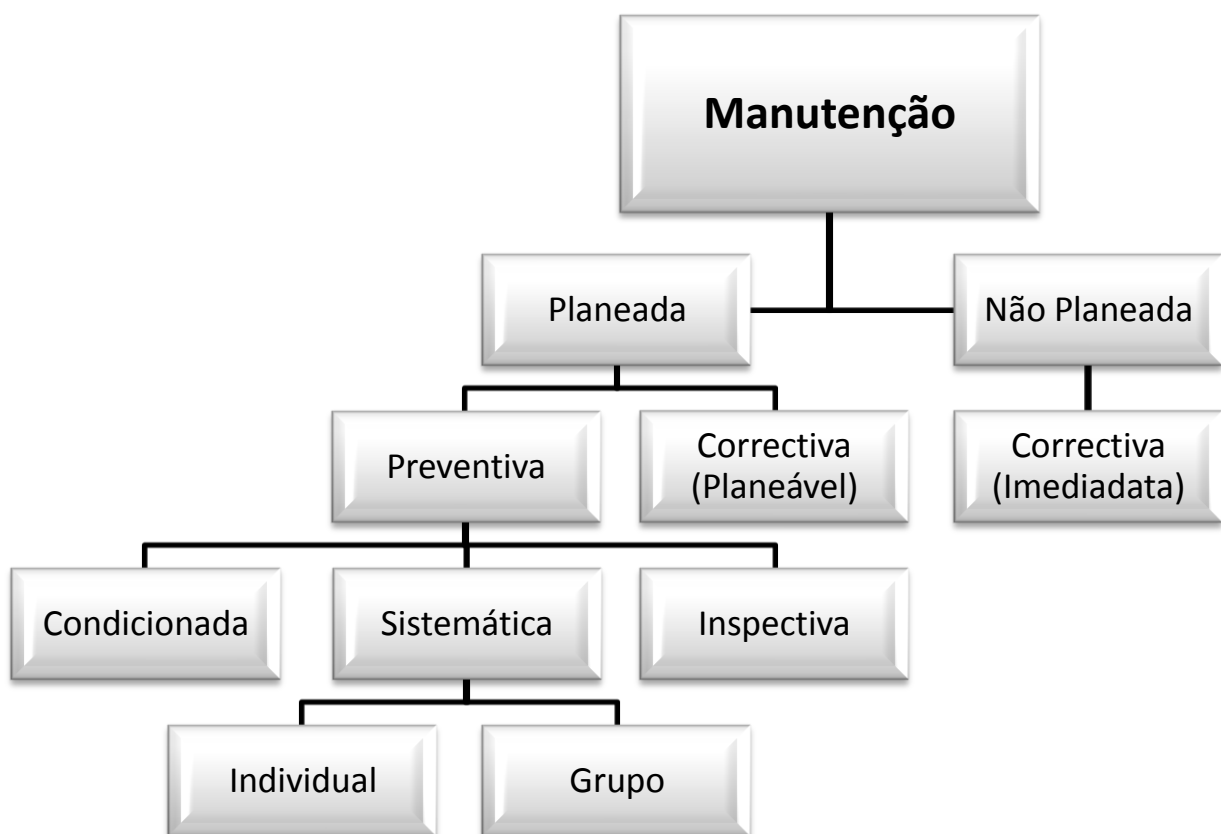 Manutenção
Planeada
Não Planeada
Preventiva
Correctiva
(Planeável)
Correctiva
(Imediadata)
Condicionada
Sistemática
Inspectiva
Individual
Grupo